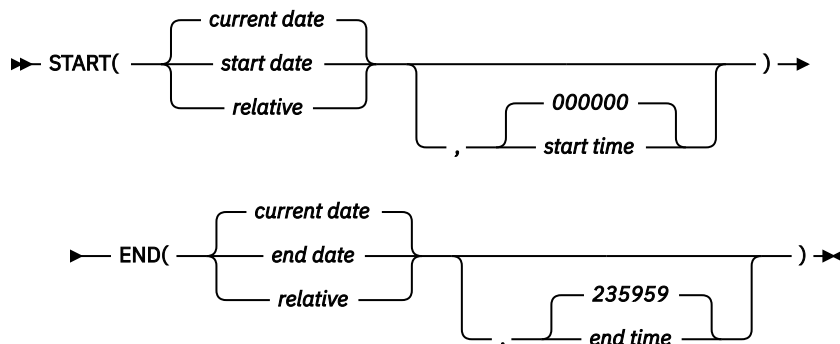 current date
START( start date )
relative
000000
, start time
current date
END( end date )
relative
235959
, end time